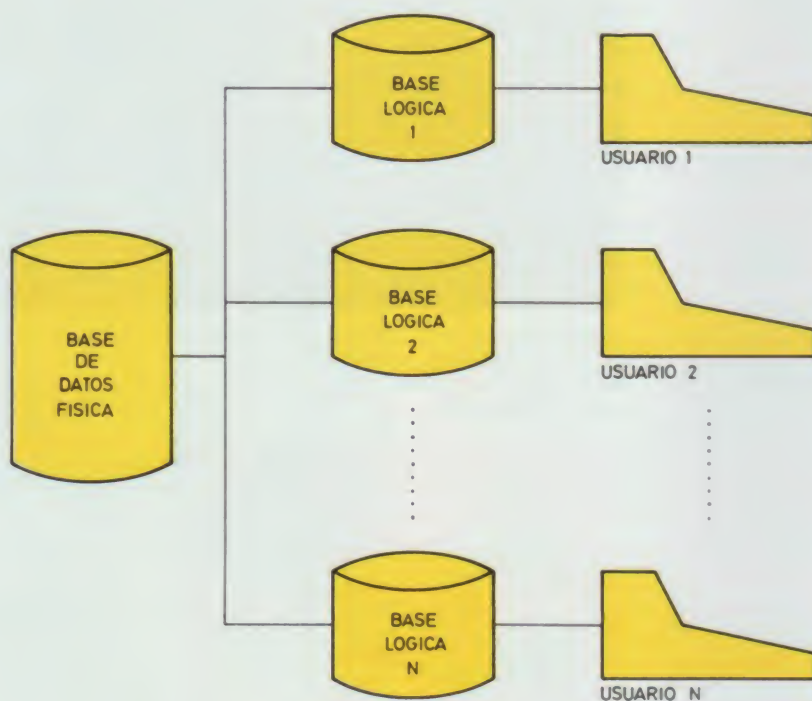 BASE
LOGICA
1
USUARIO 1
BASE
LOGICA
2
USUARIO 2
BASE
DE
DATOS
FISICA
BASE
LOGICA
N
USUARIO N